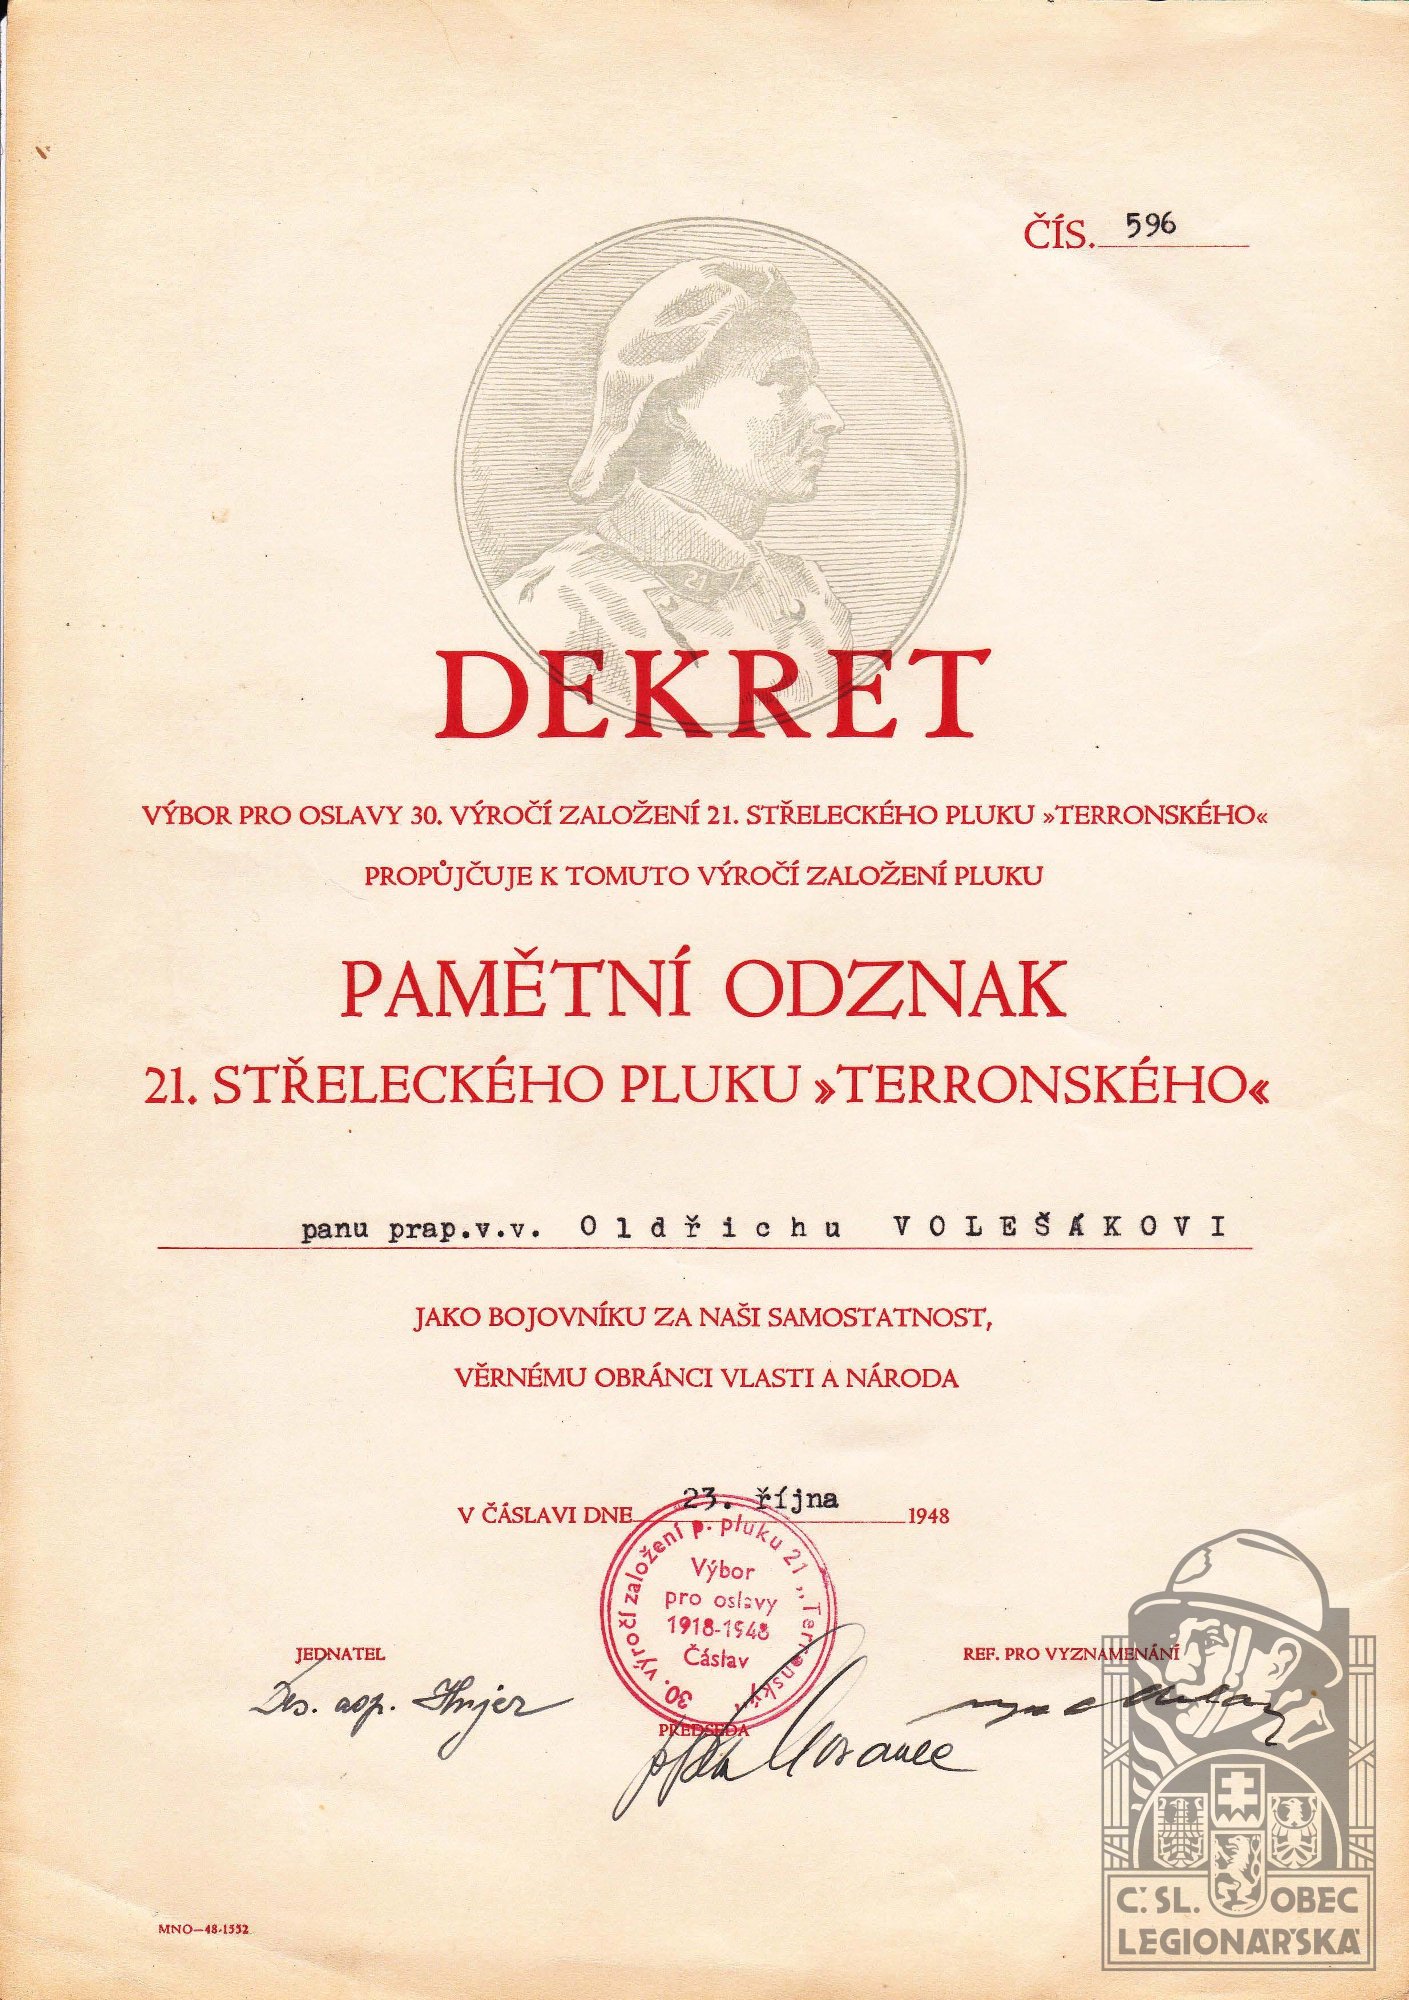 ČÍS. 596
21
DEKRET
VÝBOR PRO OSLAVY 30. VÝROČÍ ZALOŽENÍ 21. STŘELECKÉHO PLUKU »TERRONSKÉHO«
PROPŮJČUJE K TOMUTO VÝROČÍ ZALOŽENÍ PLUKU
PAMĚTNÍ ODZNAK
21. STŘELECKÉHO PLUKU »TERRONSKÉHO«
panu prap.v.v. Oldřichu VOLEŠÁKOVI
JAKO BOJOVNÍKU ZA NAŠI SAMOSTATNOST,
VĚRNÉMU OBRÁNCI VLASTI A NÁRODA
V ČÁSLAVI DNE 23. října 1948
30. výročí založení p. pluku 21 „Terronský"
Výbor
pro oslavy
1918-1948
Čáslav
JEDNATEL
REF. PRO VYZNAMENÁNÍ
PŘEDSEDA
MNO—48-1552
Č.SL. OBEC
LEGIONÁŘSKÁ